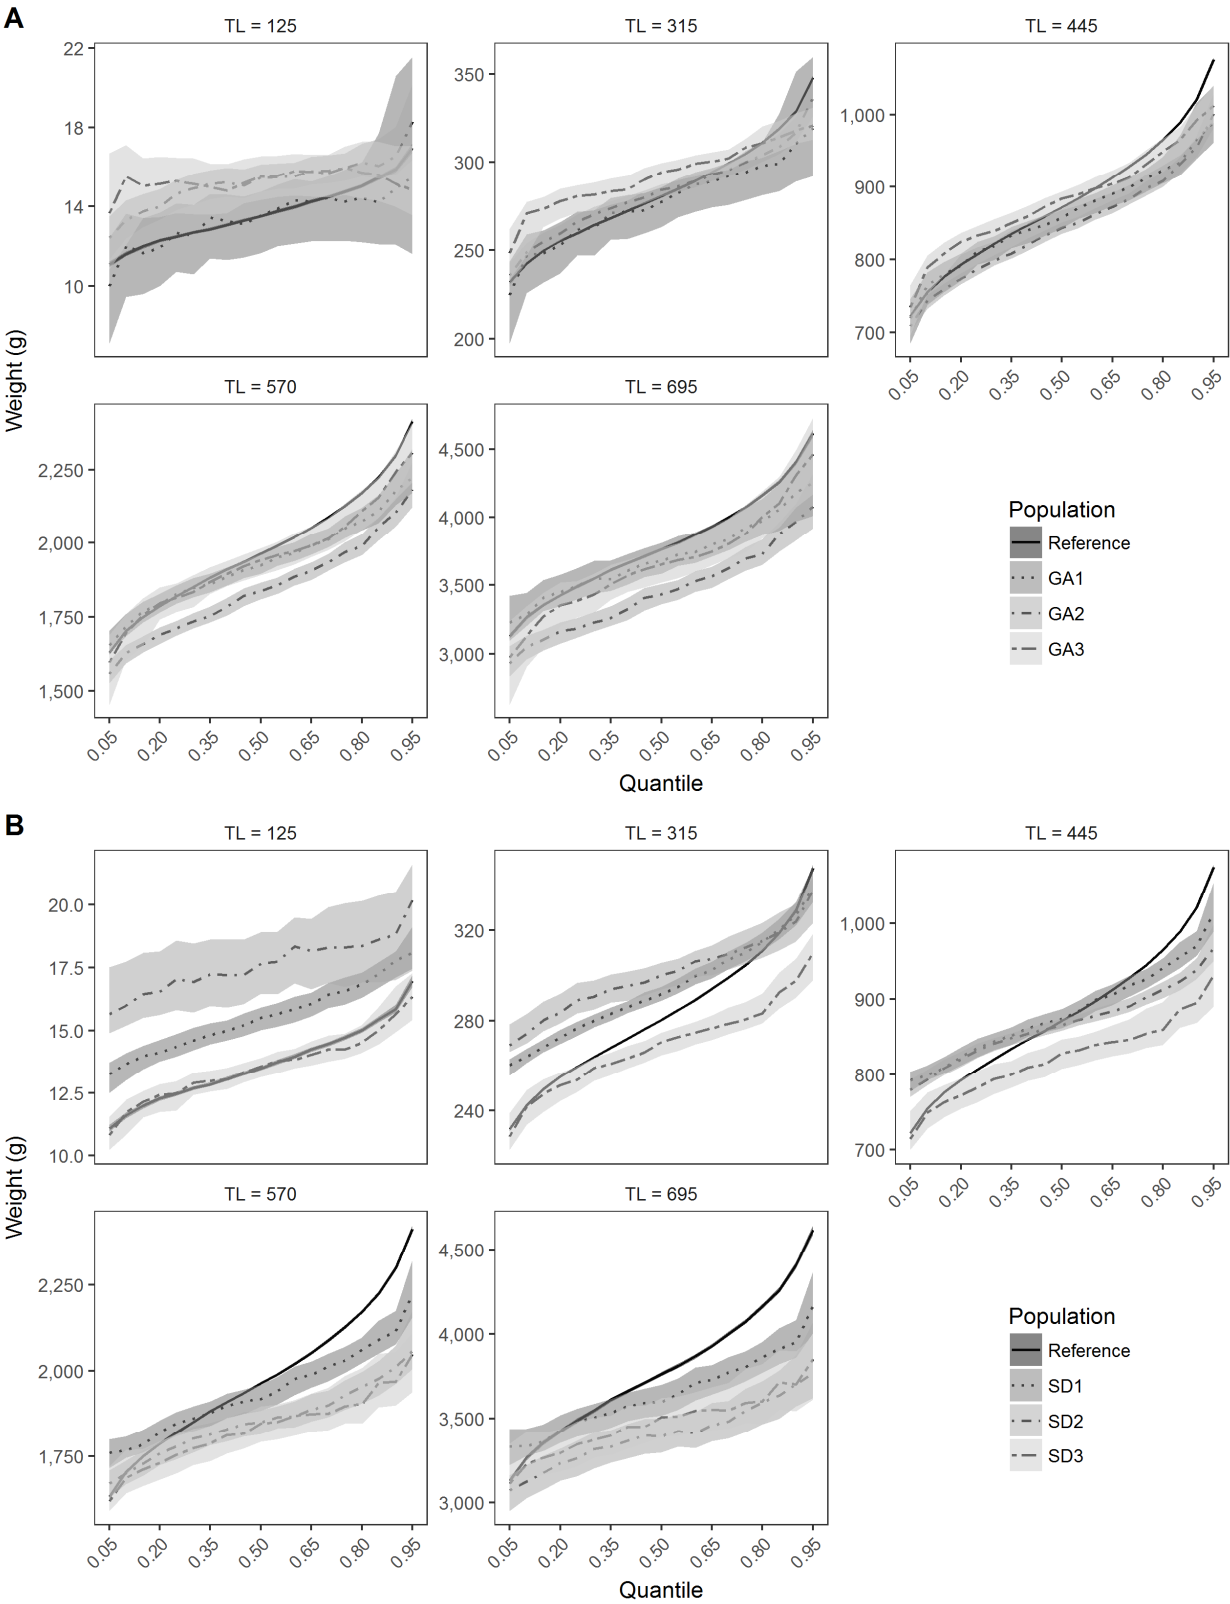 A
TL = 125
TL = 315
TL = 445
22
18
14
10
350
300
250
200
1,000
900
800
700
0.05 0.20 0.35 0.50 0.65 0.80 0.95
Weight (g)
TL = 570
TL = 695
2,250
2,000
1,750
1,500
4,500
4,000
3,500
3,000
0.05 0.20 0.35 0.50 0.65 0.80 0.95
0.05 0.20 0.35 0.50 0.65 0.80 0.95
Quantile
Population
Reference
GA1
GA2
GA3
B
TL = 125
TL = 315
TL = 445
20.0
17.5
15.0
12.5
10.0
320
280
240
1,000
900
800
700
0.05 0.20 0.35 0.50 0.65 0.80 0.95
Weight (g)
TL = 570
TL = 695
2,250
2,000
1,750
4,500
4,000
3,500
3,000
0.05 0.20 0.35 0.50 0.65 0.80 0.95
0.05 0.20 0.35 0.50 0.65 0.80 0.95
Quantile
Population
Reference
SD1
SD2
SD3